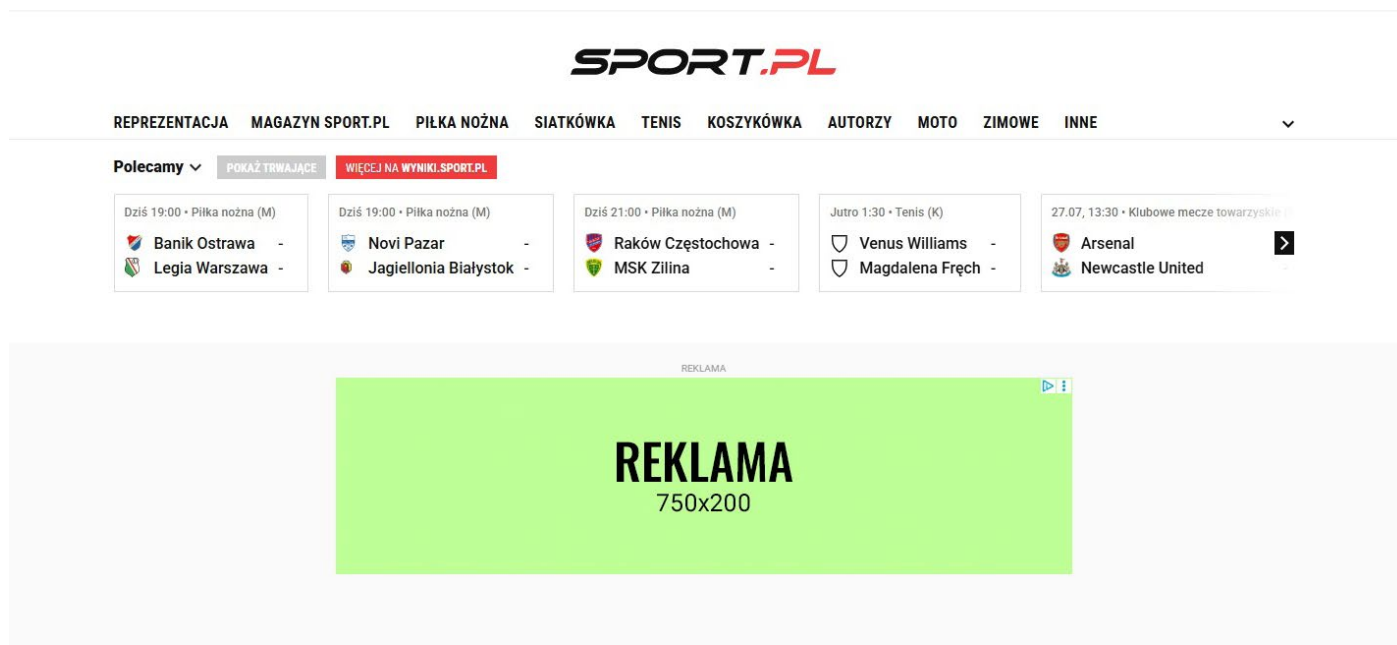 SPORT.PL
REPREZENTACJA MAGAZYN SPORT.PL PIŁKA NOŻNA SIATKÓWKA TENIS KOSZYKÓWKA AUTORZY MOTO ZIMOWE INNE
Polecamy POKAŻ TRWAJĄCE WIĘCEJ NA WYNIKI.SPORT.PL
Dziś 19:00 • Piłka nożna (M)
Banik Ostrawa -
Legia Warszawa -
Dziś 19:00 • Piłka nożna (M)
Novi Pazar -
Jagiellonia Białystok -
Dziś 21:00 • Piłka nożna (M)
Raków Częstochowa -
MSK Zilina -
Jutro 1:30 • Tenis (K)
Venus Williams -
Magdalena Fręch -
27.07, 13:30 • Klubowe mecze towarzyskie
Arsenal
Newcastle United -
REKLAMA
REKLAMA
750x200